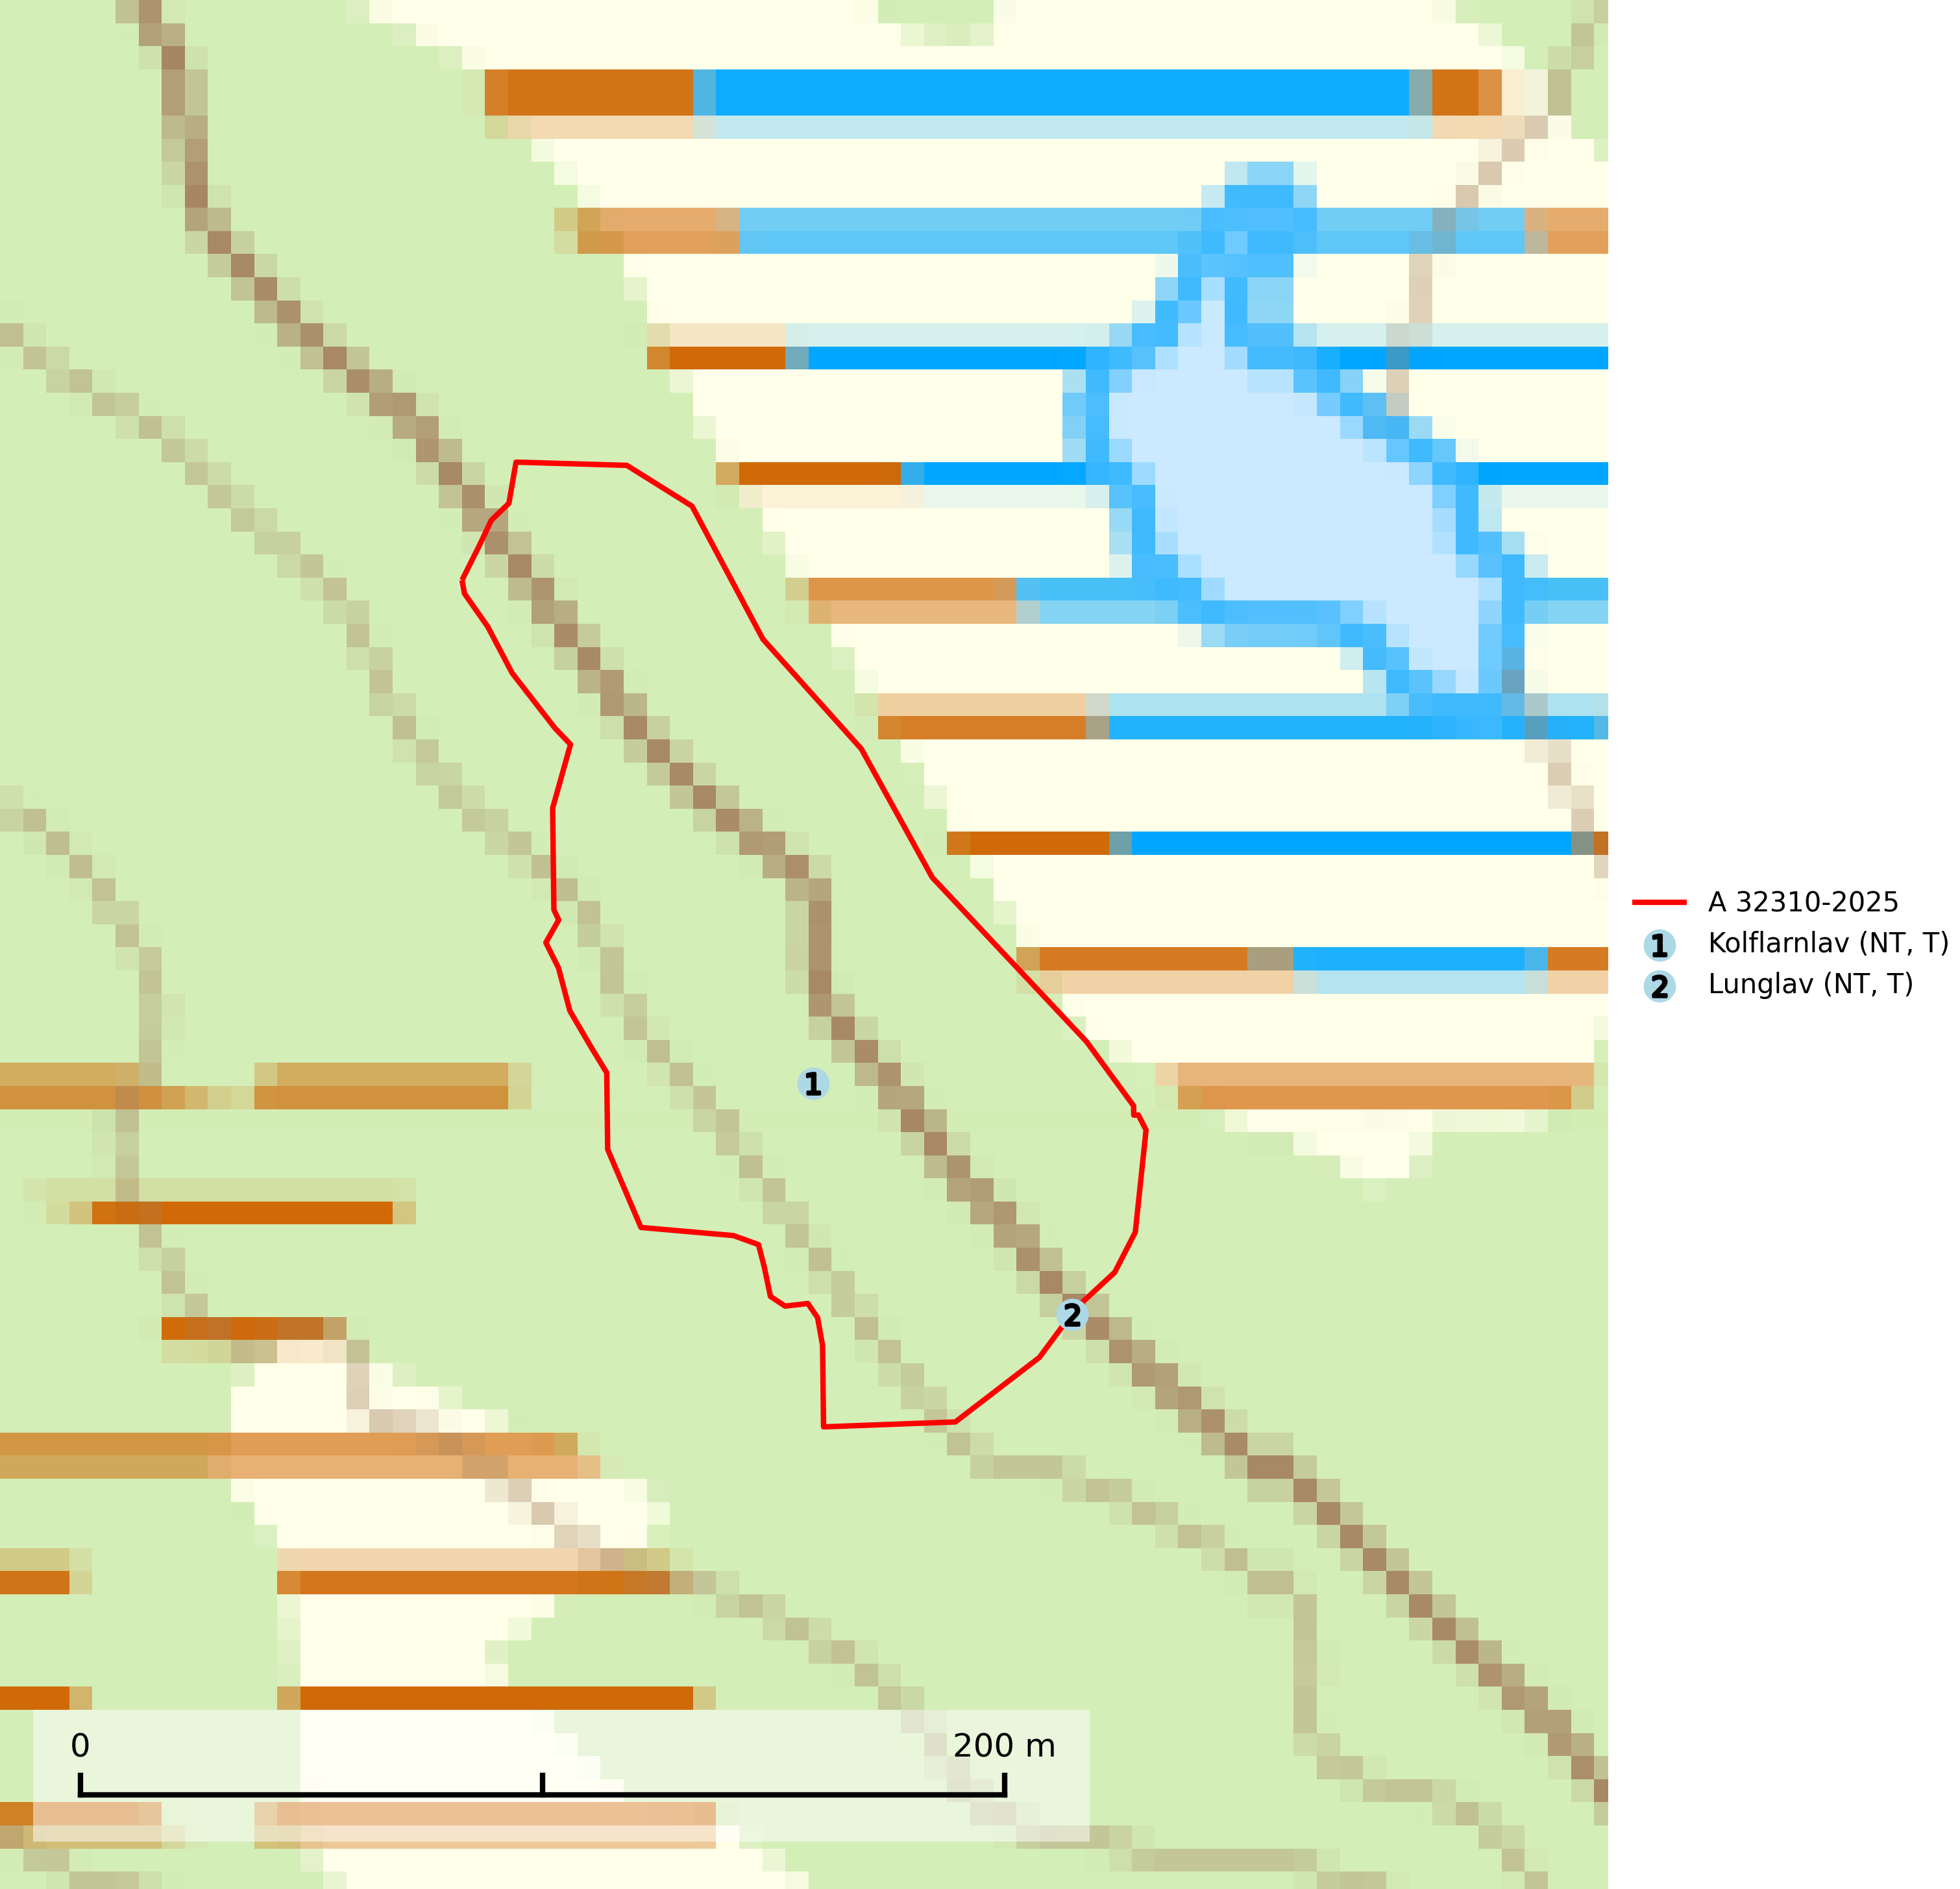 A 32310-2025
1 Kolflarnlav (NT, T)
2 Lunglav (NT, T)
1
2
0 200 m